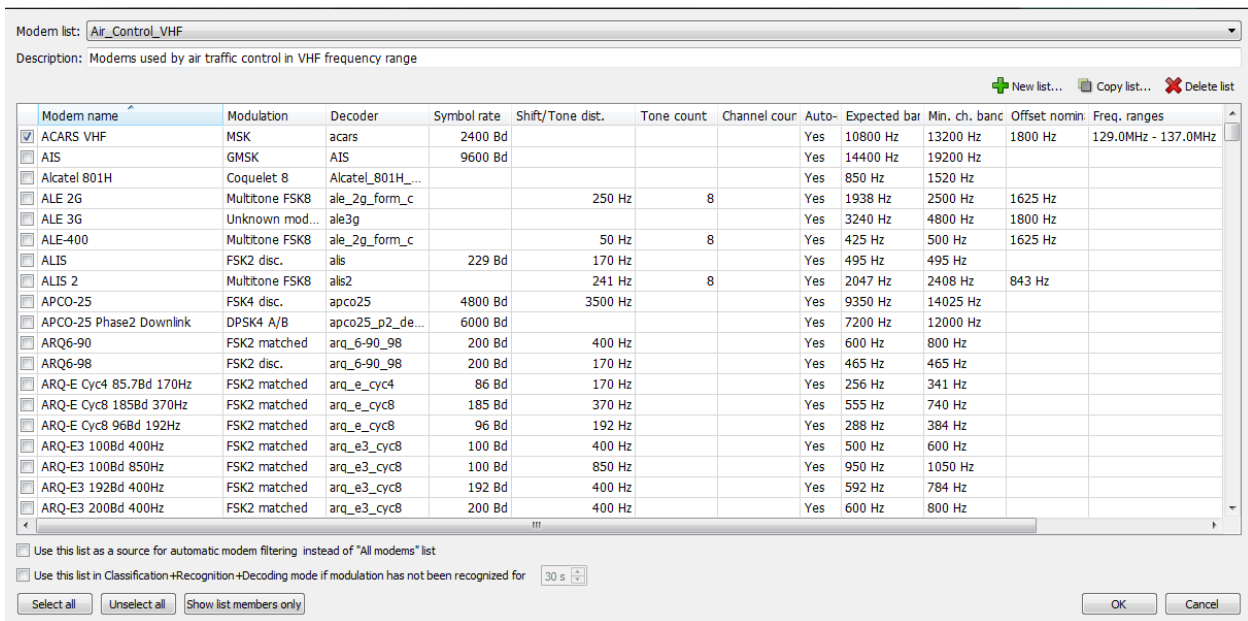 Modem list: Air_Control_VHF
Description: Modems used by air traffic control in VHF frequency range
New list... Copy list... Delete list
Modem name Modulation Decoder Symbol rate Shift/Tone dist. Tone count Channel cour Auto- Expected bar Min. ch. band Offset nomin Freq. ranges
ACARS VHF MSK acars 2400 Bd Yes 10800 Hz 13200 Hz 1800 Hz 129.0MHz - 137.0MHz
AIS GMSK AIS 9600 Bd Yes 14400 Hz 19200 Hz
Alcatel 801H Coquelet 8 Alcatel_801H_... Yes 850 Hz 1520 Hz
ALE 2G Multitone FSK8 ale_2g_form_c 250 Hz 8 Yes 1938 Hz 2500 Hz 1625 Hz
ALE 3G Unknown mod... ale3g Yes 3240 Hz 4800 Hz 1800 Hz
ALE-400 Multitone FSK8 ale_2g_form_c 50 Hz 8 Yes 425 Hz 500 Hz 1625 Hz
ALIS FSK2 disc. alis 229 Bd 170 Hz Yes 495 Hz 495 Hz
ALIS 2 Multitone FSK8 alis2 241 Hz 8 Yes 2047 Hz 2408 Hz 843 Hz
APCO-25 FSK4 disc. apco25 4800 Bd 3500 Hz Yes 9350 Hz 14025 Hz
APCO-25 Phase2 Downlink DPSK4 A/B apco25_p2_de... 6000 Bd Yes 7200 Hz 12000 Hz
ARQ6-90 FSK2 matched arq_6-90_98 200 Bd 400 Hz Yes 600 Hz 800 Hz
ARQ6-98 FSK2 disc. arq_6-90_98 200 Bd 170 Hz Yes 465 Hz 465 Hz
ARQ-E Cyc4 85.7Bd 170Hz FSK2 matched arq_e_cyc4 86 Bd 170 Hz Yes 256 Hz 341 Hz
ARQ-E Cyc8 185Bd 370Hz FSK2 matched arq_e_cyc8 185 Bd 370 Hz Yes 555 Hz 740 Hz
ARQ-E Cyc8 96Bd 192Hz FSK2 matched arq_e_cyc8 96 Bd 192 Hz Yes 288 Hz 384 Hz
ARQ-E3 100Bd 400Hz FSK2 matched arq_e3_cyc8 100 Bd 400 Hz Yes 500 Hz 600 Hz
ARQ-E3 100Bd 850Hz FSK2 matched arq_e3_cyc8 100 Bd 850 Hz Yes 950 Hz 1050 Hz
ARQ-E3 192Bd 400Hz FSK2 matched arq_e3_cyc8 192 Bd 400 Hz Yes 592 Hz 784 Hz
ARQ-E3 200Bd 400Hz FSK2 matched arq_e3_cyc8 200 Bd 400 Hz Yes 600 Hz 800 Hz
Use this list as a source for automatic modem filtering instead of "All modems" list
Use this list in Classification+Recognition+Decoding mode if modulation has not been recognized for 30 s
Select all Unselect all Show list members only OK Cancel